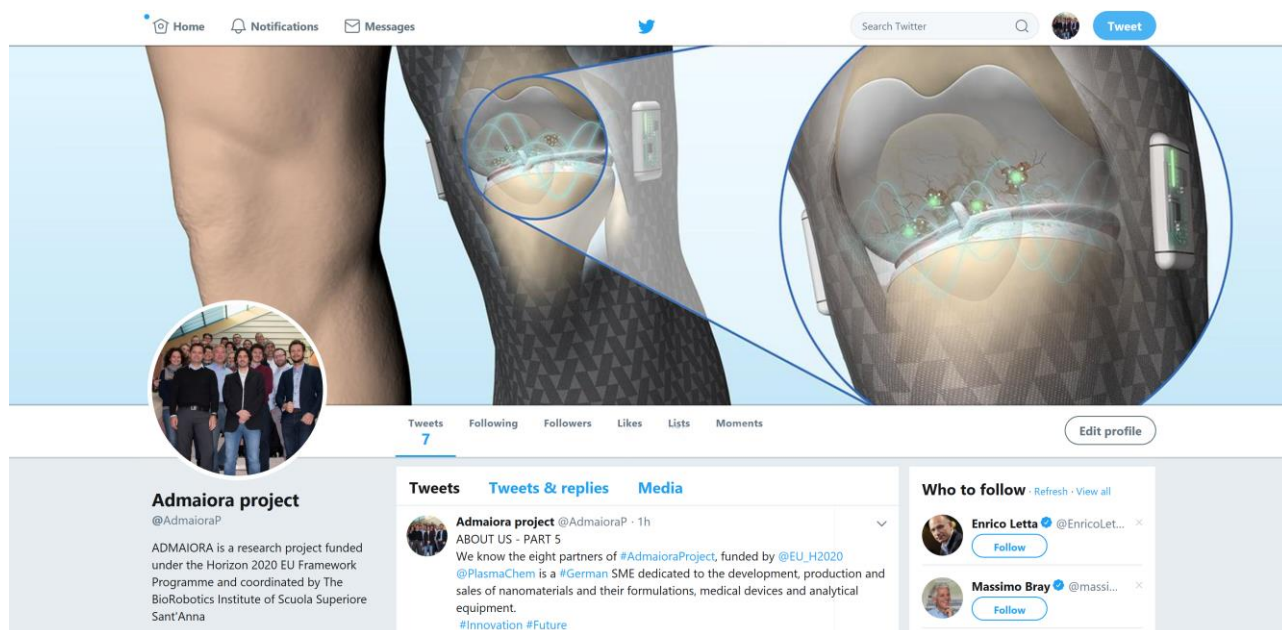 Home
Notifications
Messages
Search Twitter
Tweet
Tweets
7
Following
Followers
Likes
Lists
Moments
Edit profile
Admaiora project
@AdmaioraP
ADMAIORA is a research project funded
under the Horizon 2020 EU Framework
Programme and coordinated by The
BioRobotics Institute of Scuola Superiore
Sant'Anna
Tweets Tweets & replies Media
Admaiora project @AdmaioraP · 1h
ABOUT US - PART 5
We know the eight partners of #AdmaioraProject, funded by @EU_H2020
@PlasmaChem is a #German SME dedicated to the development, production and
sales of nanomaterials and their formulations, medical devices and analytical
equipment.
#Innovation #Future
Who to follow · Refresh · View all
Enrico Letta @EnricoLet...
Follow
Massimo Bray @massi...
Follow